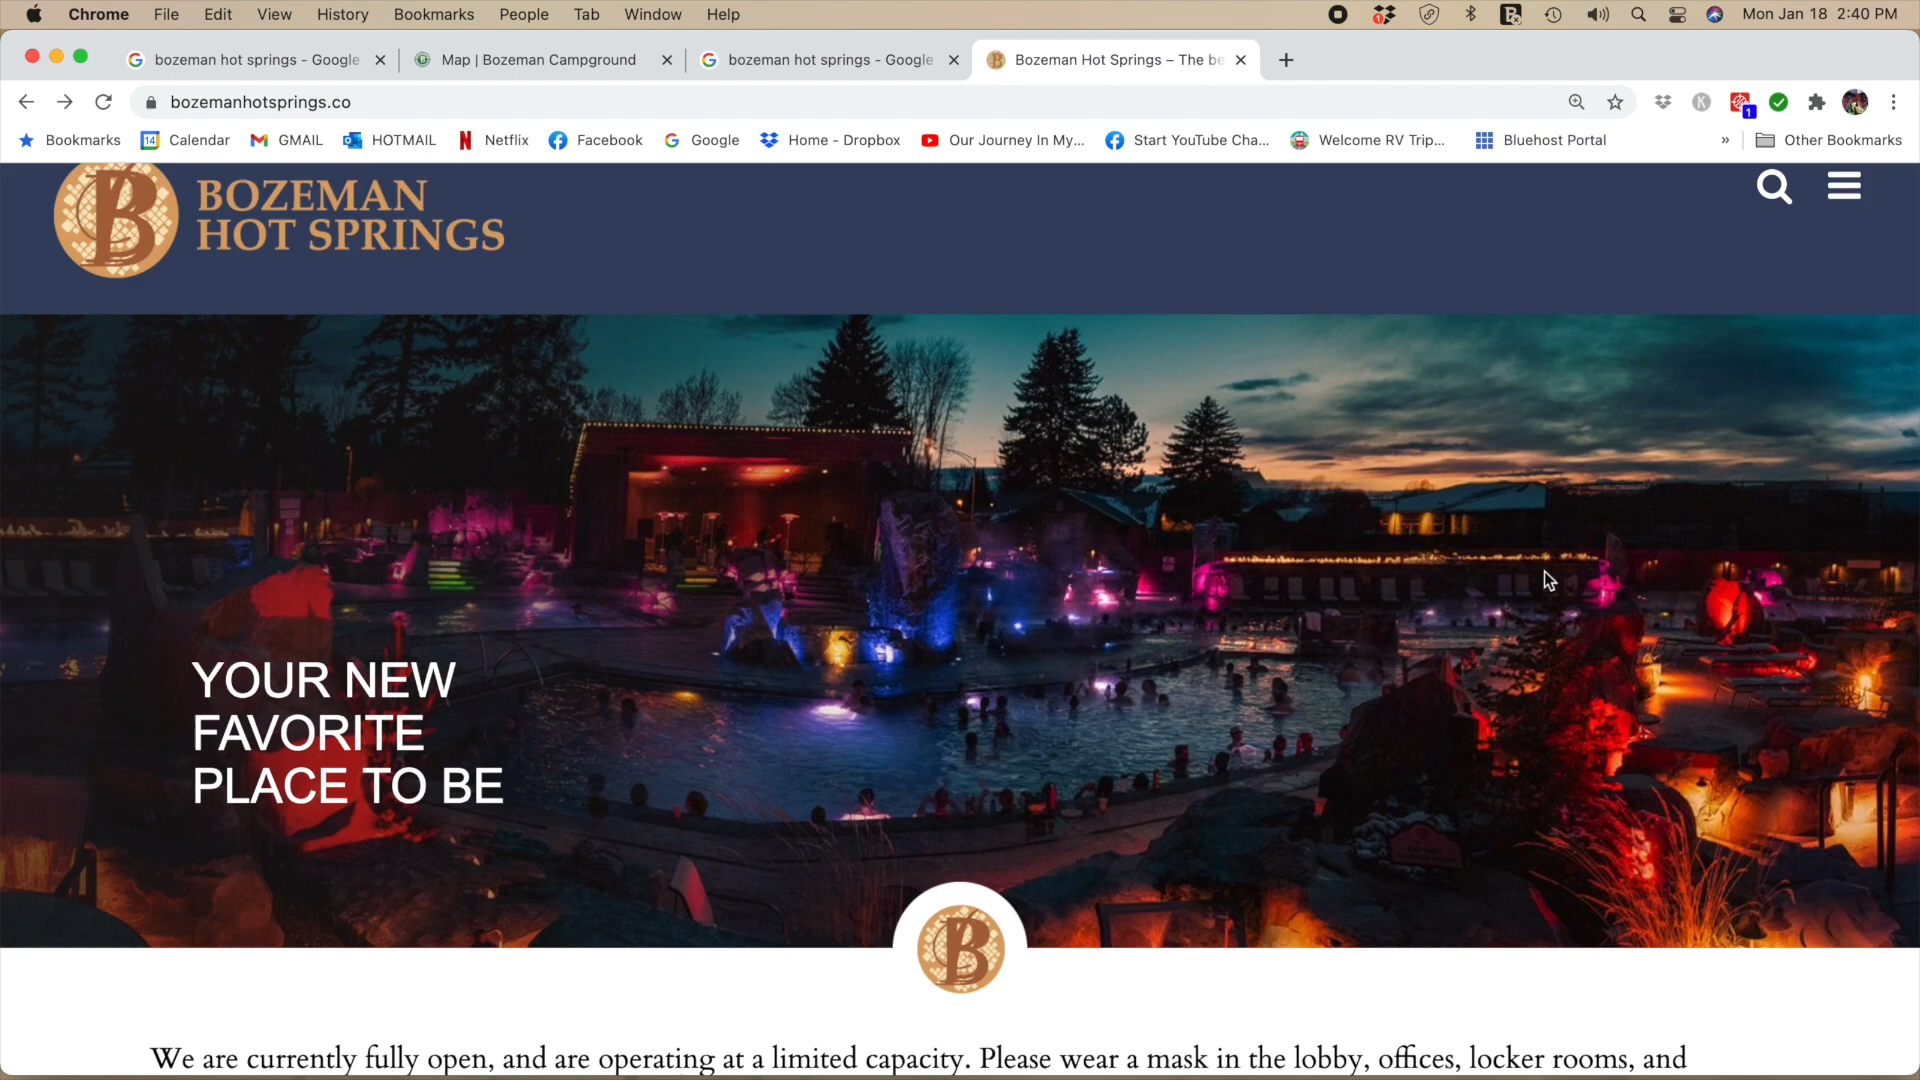 Chrome File Edit View History Bookmarks People Tab Window Help
1
Mon Jan 18 2:40 PM
bozeman hot springs - Google
Map | Bozeman Campground
bozeman hot springs - Google
Bozeman Hot Springs – The be
bozemanhotsprings.co
K
1
Bookmarks
14
Calendar
GMAIL
HOTMAIL
Netflix
Facebook
Google
Home - Dropbox
Our Journey In My...
Start YouTube Cha...
Welcome RV Trip...
Bluehost Portal
»
Other Bookmarks
B
BOZEMAN
HOT SPRINGS
YOUR NEW
FAVORITE
PLACE TO BE
B
We are currently fully open, and are operating at a limited capacity. Please wear a mask in the lobby, offices, locker rooms, and